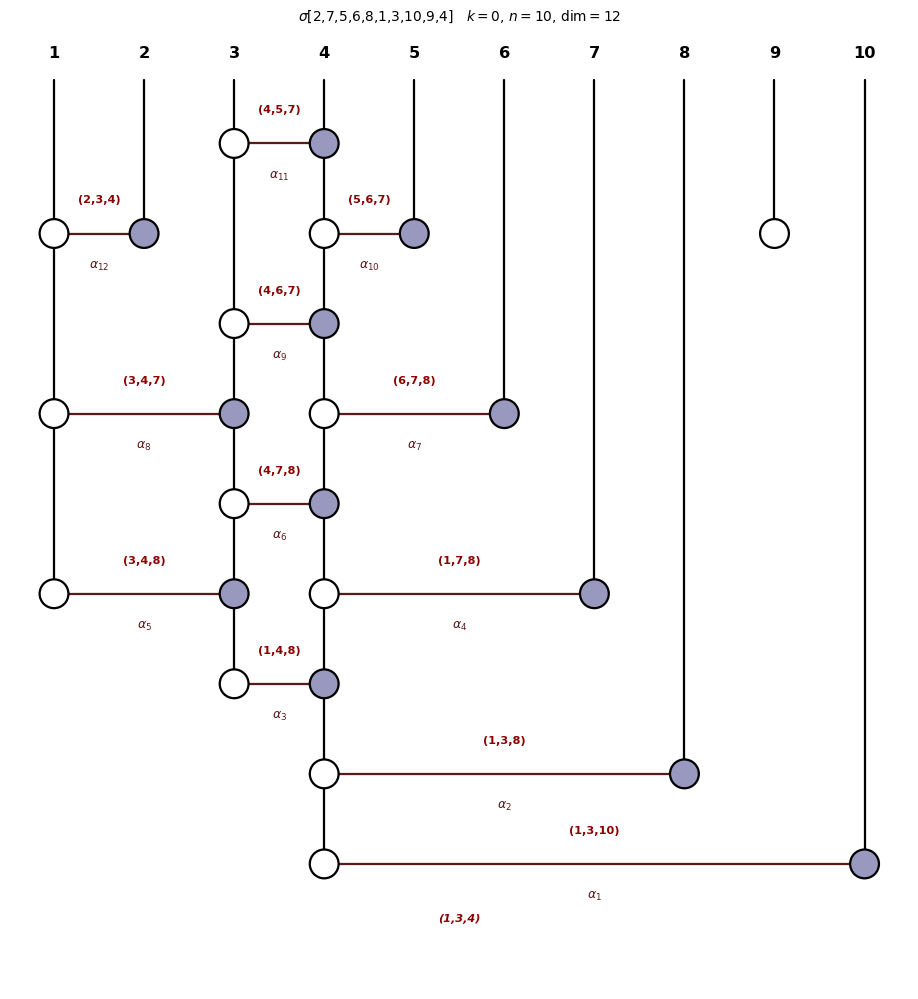 σ[2,7,5,6,8,1,3,10,9,4]   k=0, n=10, dim=12
1 2 3 4 5 6 7 8 9 10
(4,5,7)
α₁₁
(2,3,4) (5,6,7)
α₁₂ α₁₀
(4,6,7)
α₉
(3,4,7) (6,7,8)
α₈ α₇
(4,7,8)
α₆
(3,4,8) (1,7,8)
α₅ α₄
(1,4,8)
α₃
(1,3,8)
α₂
(1,3,10)
α₁
(1,3,4)